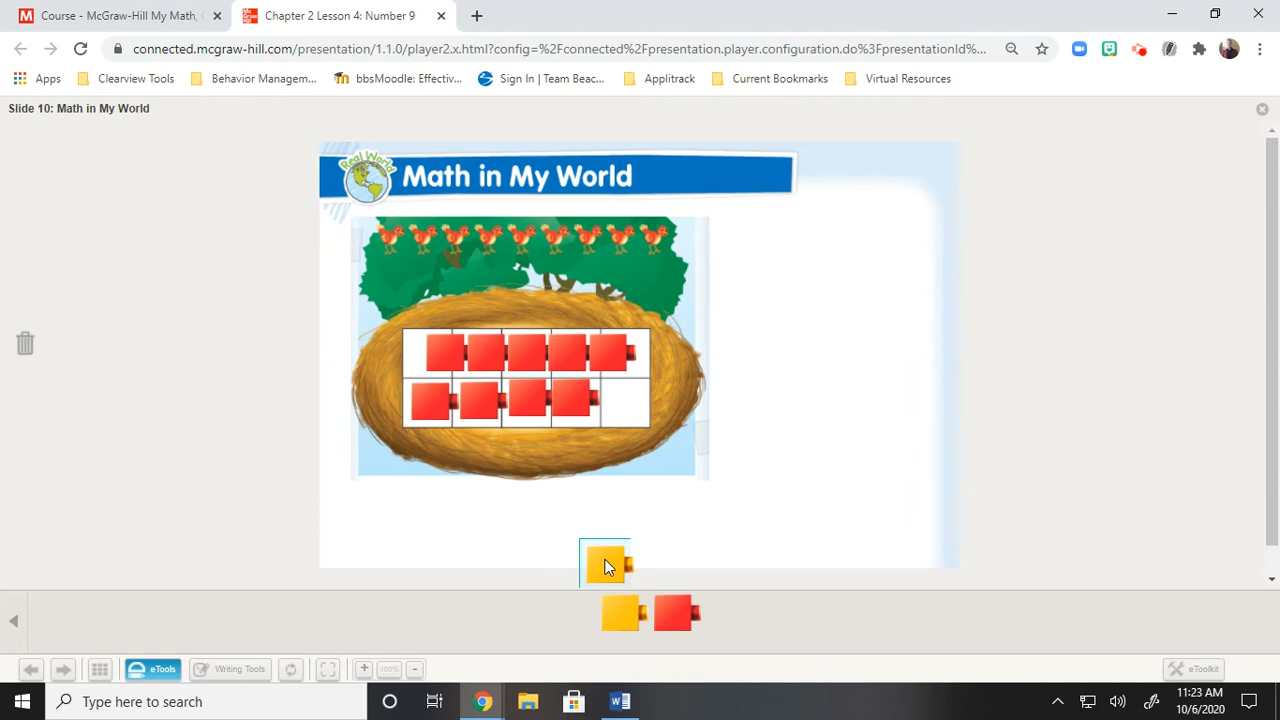 Course - McGraw-Hill My Math, 
Chapter 2 Lesson 4: Number 9
connected.mcgraw-hill.com/presentation/1.1.0/player2.x.html?config=%2Fconnected%2Fpresentation.player.configuration.do%3FpresentationId%...
Apps
Clearview Tools
Behavior Managem...
bbsMoodle: Effectiv...
Sign In | Team Beac...
Applitrack
Current Bookmarks
Virtual Resources
Slide 10: Math in My World
Real World
Math in My World
eTools
Writing Tools
100%
eToolkit
Type here to search
11:23 AM
10/6/2020